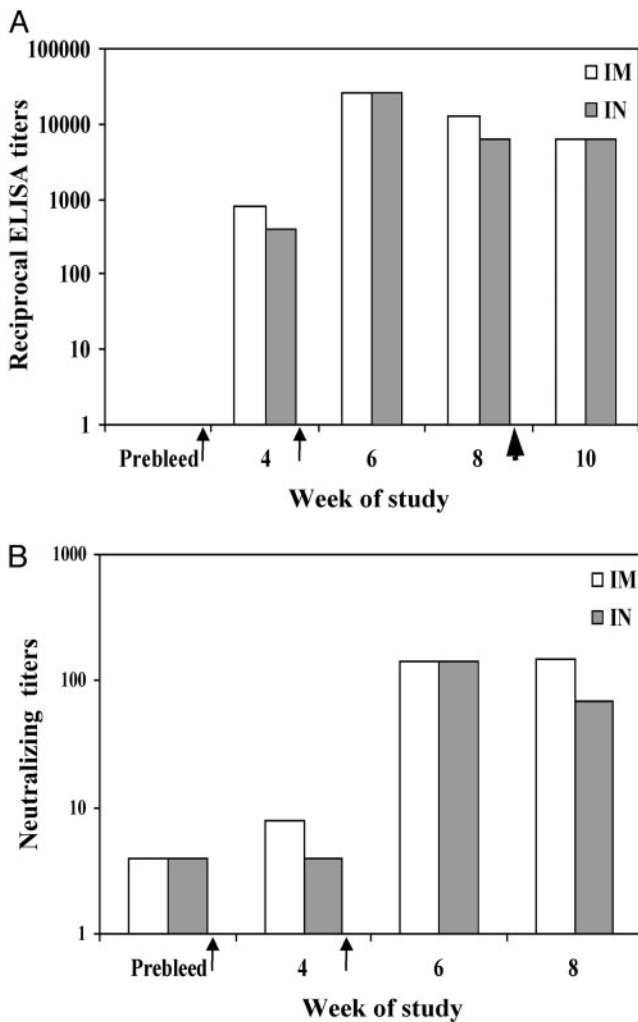 A
Reciprocal ELISA titers
100000
10000
1000
100
10
1
IM
IN
Prebleed 4 6 8 10
Week of study
B
Neutralizing titers
1000
100
10
1
IM
IN
Prebleed 4 6 8
Week of study